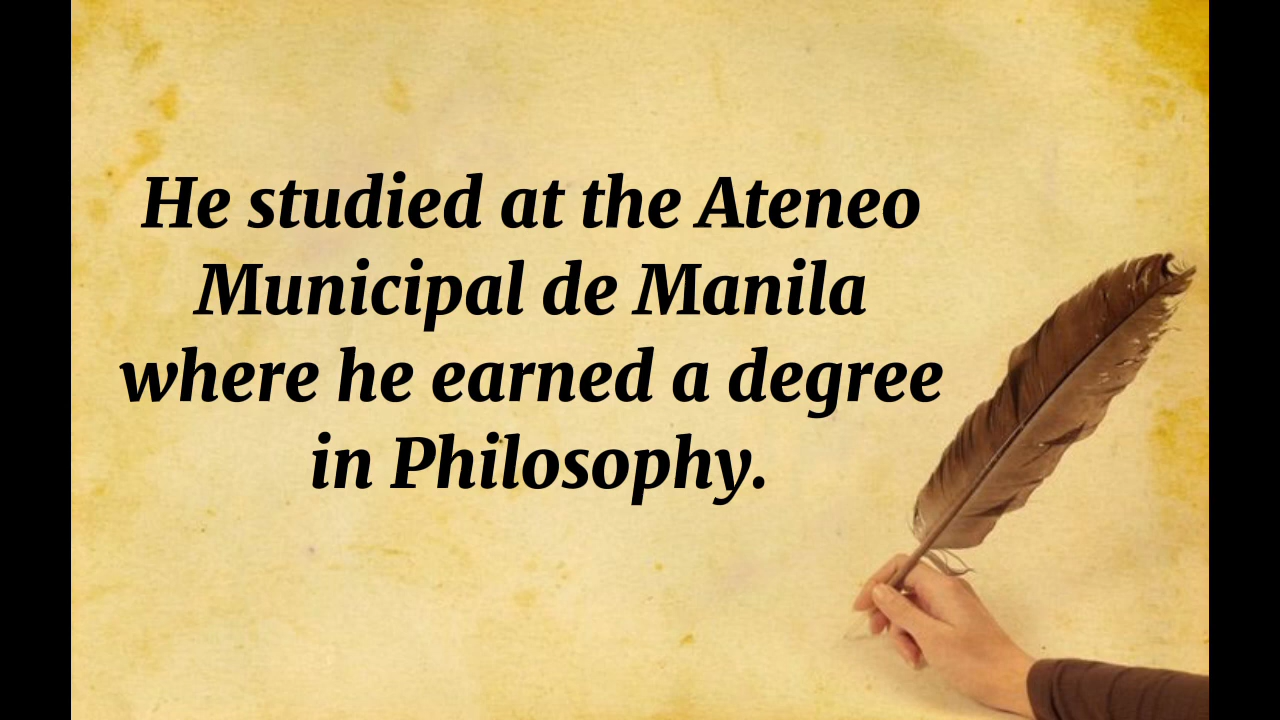 He studied at the Ateneo
Municipal de Manila
where he earned a degree
in Philosophy.